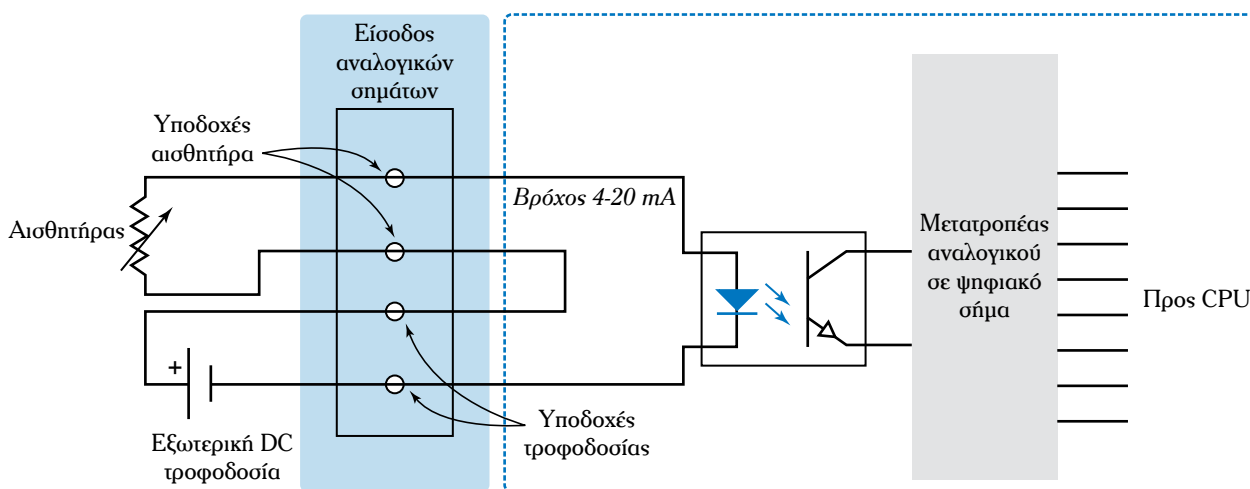 Είσοδος
αναλογικών
σημάτων
Υποδοχές
αισθητήρα
Βρόχος 4-20 mA
Αισθητήρας
Μετατροπέας
αναλογικού
σε ψηφιακό
σήμα
Προς CPU
+
Εξωτερική DC
τροφοδοσία
Υποδοχές
τροφοδοσίας